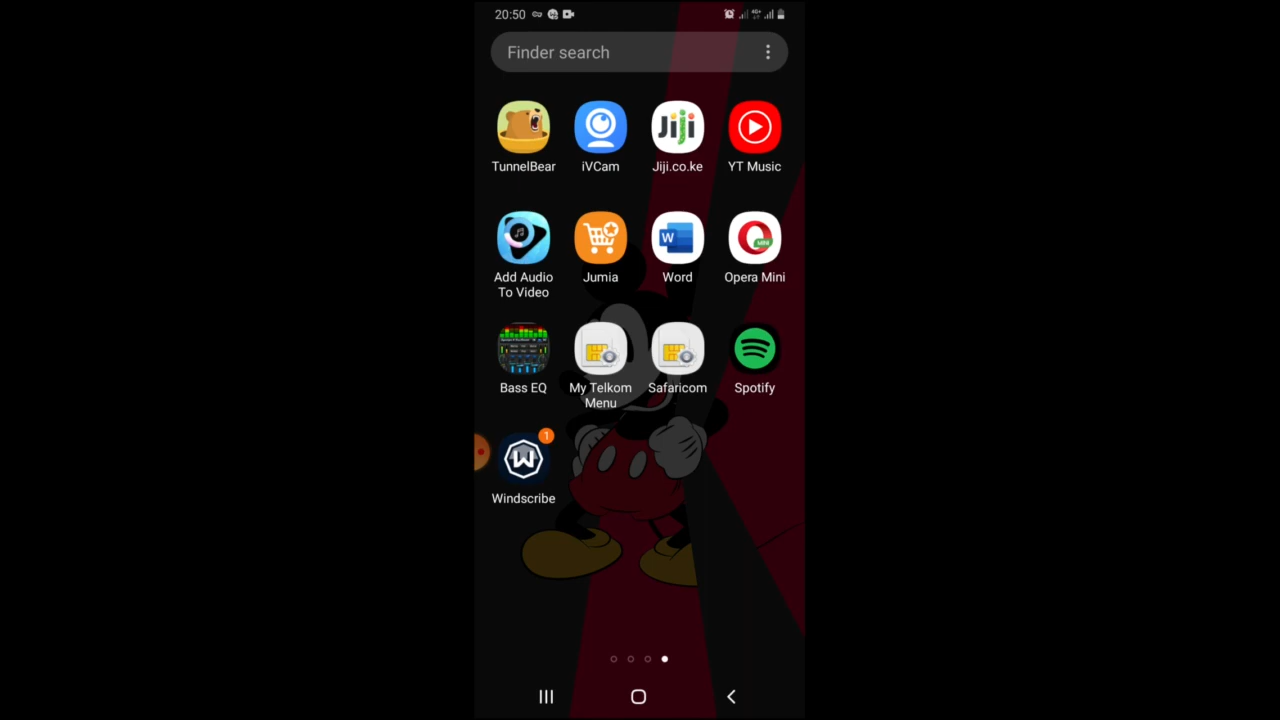 20:50
Finder search
Jiji
TunnelBear
iVCam
Jiji.co.ke
YT Music
W
Add Audio
To Video
Jumia
Word
Opera Mini
Bass EQ
My Telkom
Menu
Safaricom
Spotify
1
W
Windscribe